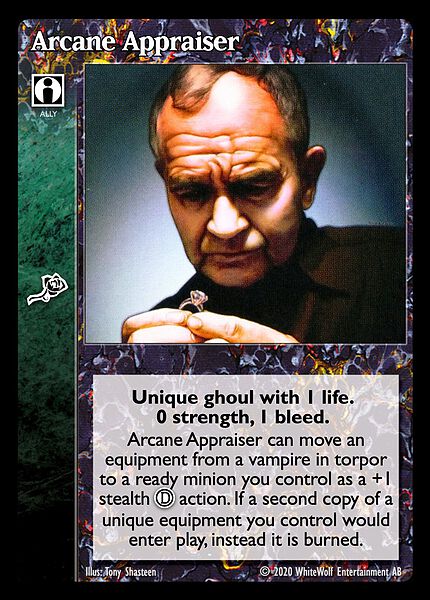 Arcane Appraiser
ALLY
Unique ghoul with 1 life.
0 strength, 1 bleed.
Arcane Appraiser can move an
equipment from a vampire in torpor
to a ready minion you control as a +1
stealth Ⓓ action. If a second copy of a
unique equipment you control would
enter play, instead it is burned.
Illus: Tony Shasteen
© 2020 WhiteWolf Entertainment AB